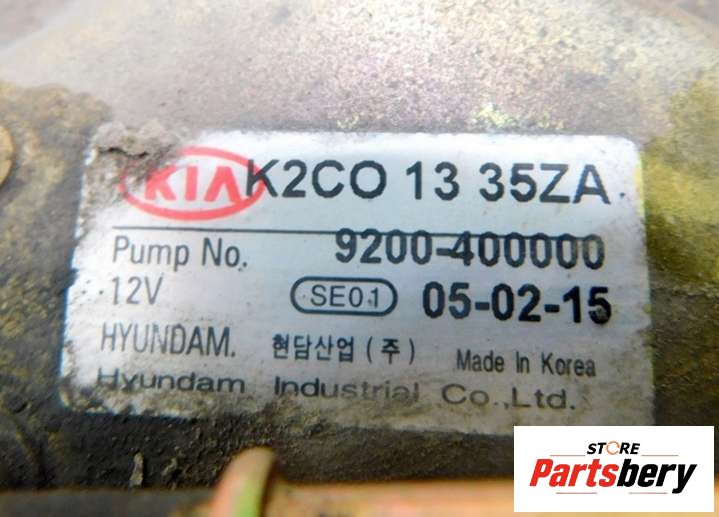 KIA K2CO 13 35ZA
Pump No. 9200-400000
12V SE01 05-02-15
HYUNDAM. 현담산업 (주) Made In Korea
Hyundam Industrial Co.,Ltd.
STORE
Partsbery